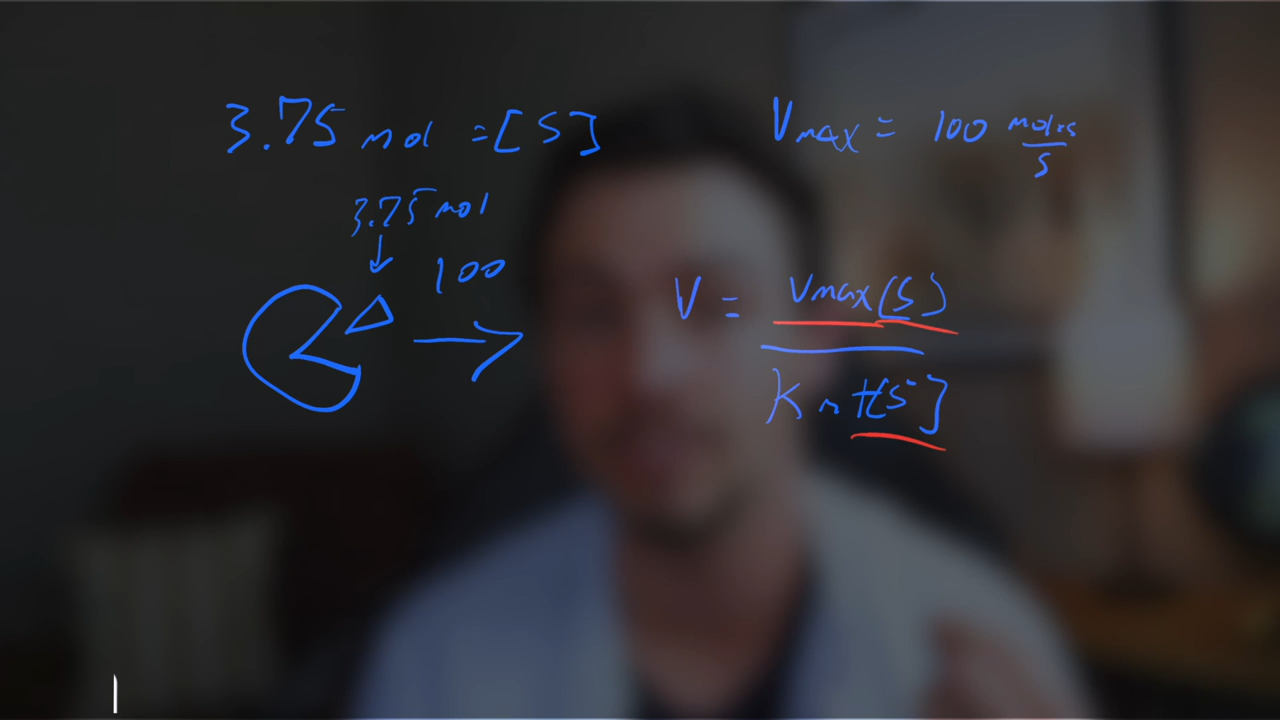 3.75 mol = [S]
Vmax = 100 moles/s
3.75 mol
100
V = Vmax(S)
Km+[S]